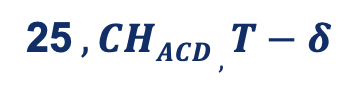 25 , CH_ACD , T − δ